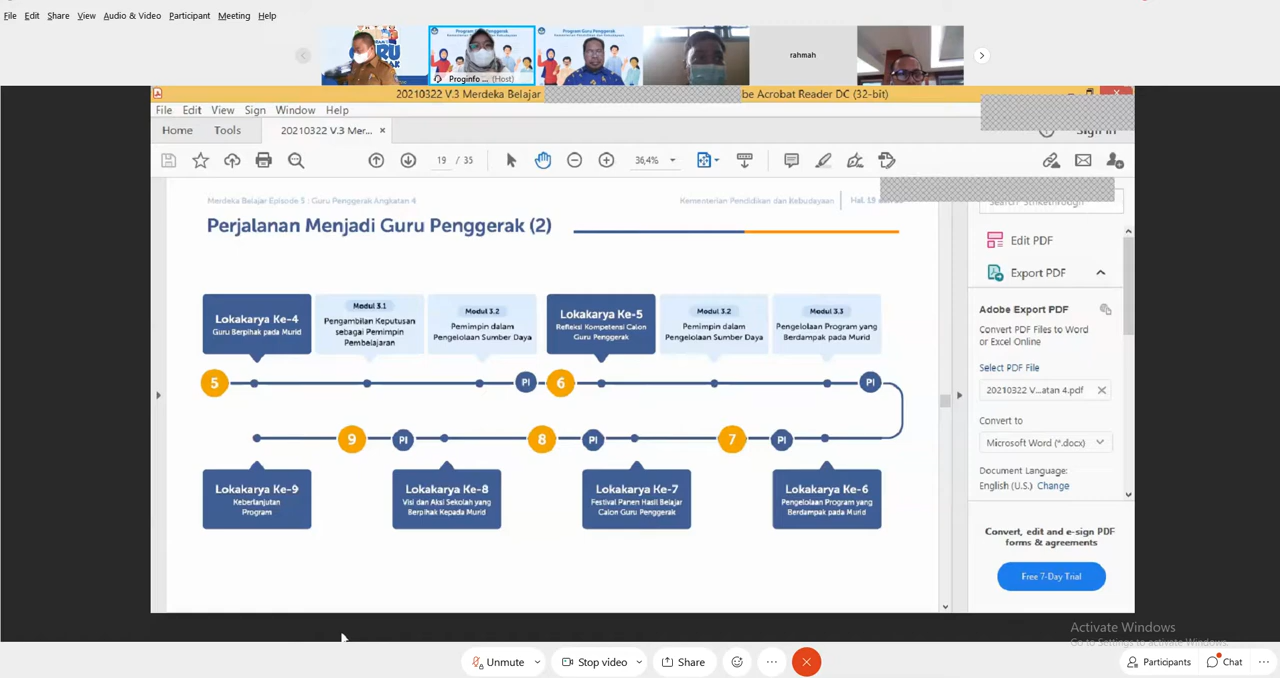 File Edit Share View Audio & Video Participant Meeting Help
Proginfo ... (Host)
rahmah
20210322 V.3 Merdeka Belajar
be Acrobat Reader DC (32-bit)
File Edit View Sign Window Help
Home Tools 20210322 V.3 Mer... ×
Sign In
19 / 35
36,4%
Merdeka Belajar Episode 5 : Guru Penggerak Angkatan 4
Kementerian Pendidikan dan Kebudayaan
Hal. 19
Perjalanan Menjadi Guru Penggerak (2)
Lokakarya Ke-4
Guru Berpihak pada Murid
Modul 3.1
Pengambilan Keputusan
sebagai Pemimpin
Pembelajaran
Modul 3.2
Pemimpin dalam
Pengelolaan Sumber Daya
Lokakarya Ke-5
Refleksi Kompetensi Calon
Guru Penggerak
Modul 3.2
Pemimpin dalam
Pengelolaan Sumber Daya
Modul 3.3
Pengelolaan Program yang
Berdampak pada Murid
5 PI 6 PI
9 PI 8 PI 7 PI
Lokakarya Ke-9
Keberlanjutan
Program
Lokakarya Ke-8
Visi dan Aksi Sekolah yang
Berpihak Kepada Murid
Lokakarya Ke-7
Festival Panen Hasil Belajar
Calon Guru Penggerak
Lokakarya Ke-6
Pengelolaan Program yang
Berdampak pada Murid
Search 'Strikethrough'
Edit PDF
Export PDF
Adobe Export PDF
Convert PDF Files to Word
or Excel Online
Select PDF File
20210322 V...atan 4.pdf
Convert to
Microsoft Word (*.docx)
Document Language:
English (U.S.) Change
Convert, edit and e-sign PDF
forms & agreements
Free 7-Day Trial
Activate Windows
Go to Settings to activate Windows.
Unmute Stop video Share Participants Chat